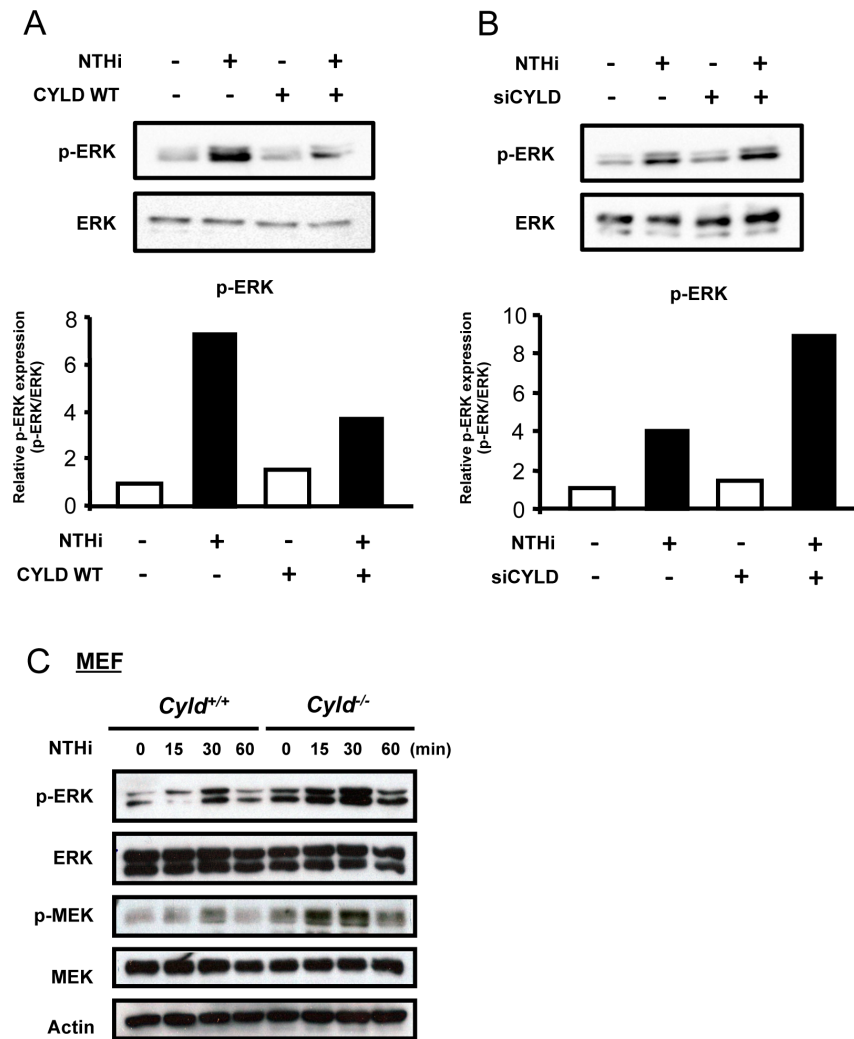 A
NTHi - + - +
CYLD WT - - + +
p-ERK
ERK
p-ERK
Relative p-ERK expression
(p-ERK/ERK)
8
6
4
2
0
NTHi - + - +
CYLD WT - - + +
B
NTHi - + - +
siCYLD - - + +
p-ERK
ERK
p-ERK
Relative p-ERK expression
(p-ERK/ERK)
10
8
6
4
2
0
NTHi - + - +
siCYLD - - + +
C MEF
Cyld+/+ Cyld-/-
NTHi 0 15 30 60 0 15 30 60 (min)
p-ERK
ERK
p-MEK
MEK
Actin